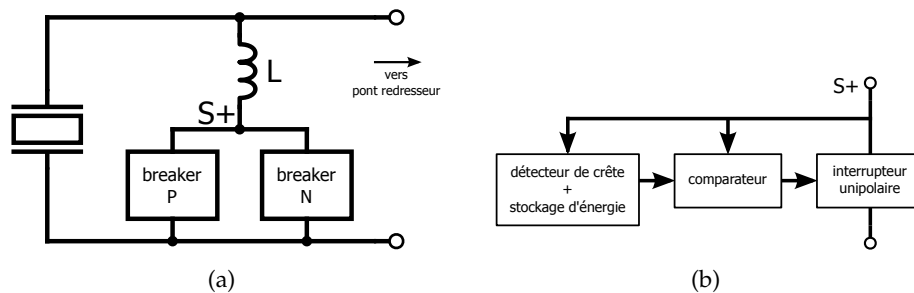 L
vers
pont redresseur
S+
breaker
P
breaker
N
(a)
S+
détecteur de crête
+
stockage d'énergie
comparateur
interrupteur
unipolaire
(b)